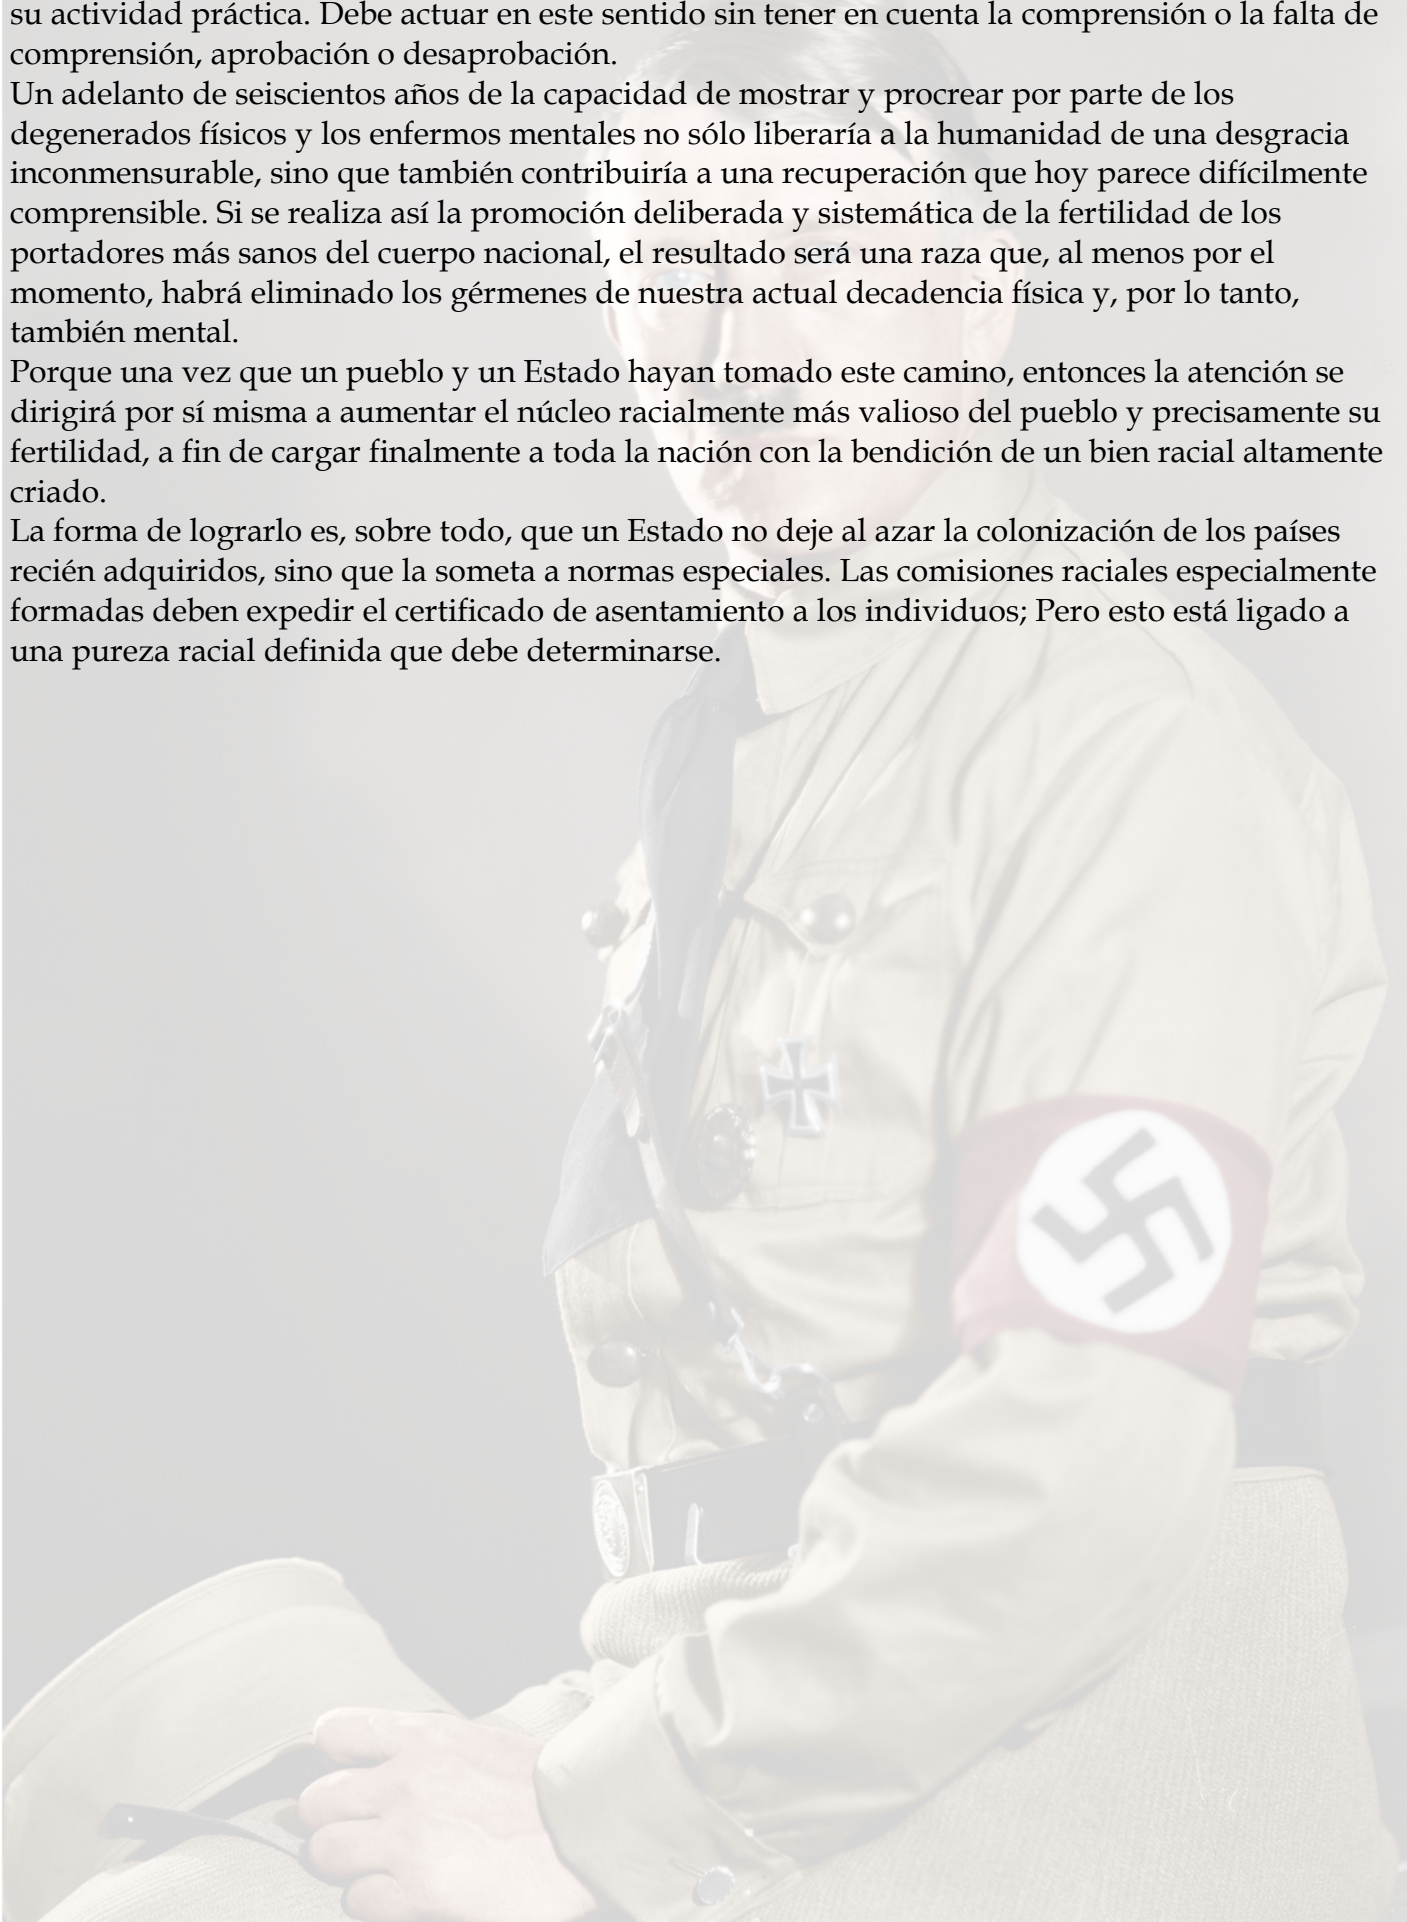 su actividad práctica. Debe actuar en este sentido sin tener en cuenta la comprensión o la falta de
comprensión, aprobación o desaprobación.
Un adelanto de seiscientos años de la capacidad de mostrar y procrear por parte de los
degenerados físicos y los enfermos mentales no sólo liberaría a la humanidad de una desgracia
inconmensurable, sino que también contribuiría a una recuperación que hoy parece difícilmente
comprensible. Si se realiza así la promoción deliberada y sistemática de la fertilidad de los
portadores más sanos del cuerpo nacional, el resultado será una raza que, al menos por el
momento, habrá eliminado los gérmenes de nuestra actual decadencia física y, por lo tanto,
también mental.
Porque una vez que un pueblo y un Estado hayan tomado este camino, entonces la atención se
dirigirá por sí misma a aumentar el núcleo racialmente más valioso del pueblo y precisamente su
fertilidad, a fin de cargar finalmente a toda la nación con la bendición de un bien racial altamente
criado.
La forma de lograrlo es, sobre todo, que un Estado no deje al azar la colonización de los países
recién adquiridos, sino que la someta a normas especiales. Las comisiones raciales especialmente
formadas deben expedir el certificado de asentamiento a los individuos; Pero esto está ligado a
una pureza racial definida que debe determinarse.